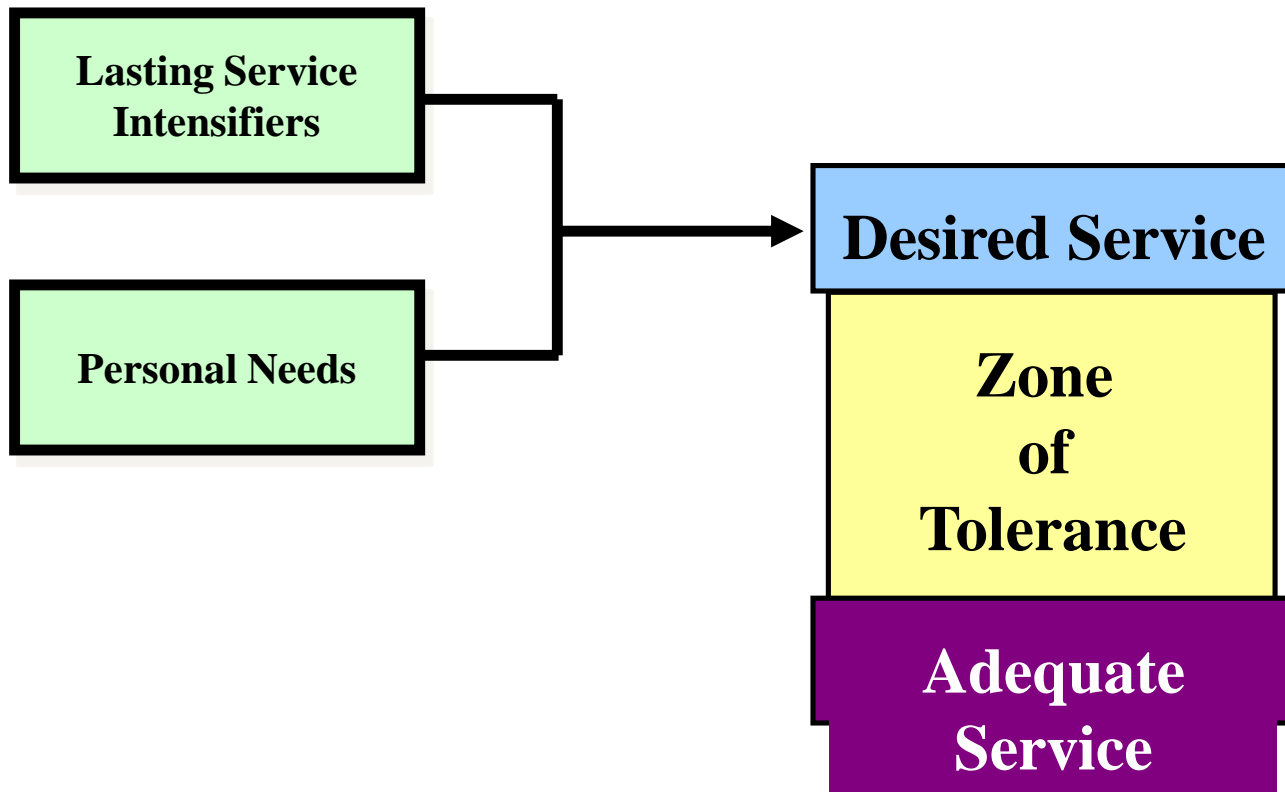 Lasting Service
Intensifiers
Personal Needs
Desired Service
Zone
of
Tolerance
Adequate
Service